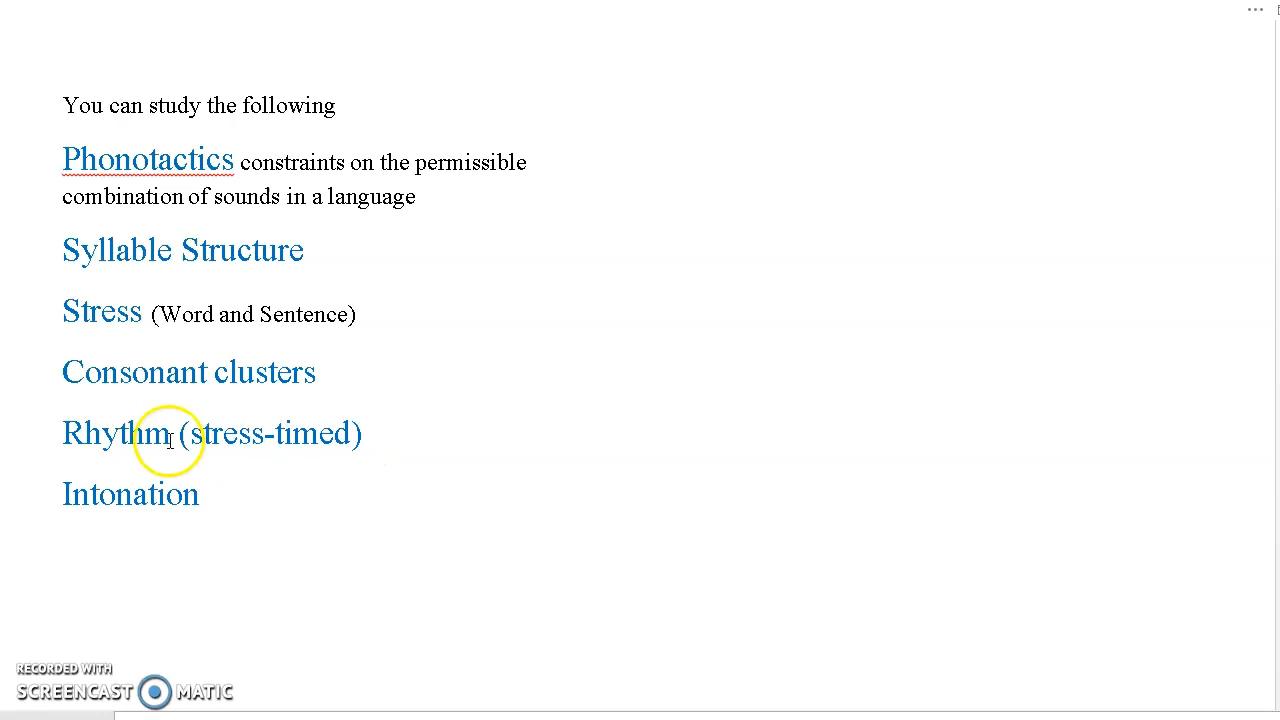 You can study the following
Phonotactics constraints on the permissible
combination of sounds in a language
Syllable Structure
Stress (Word and Sentence)
Consonant clusters
Rhythm (stress-timed)
Intonation
RECORDED WITH
SCREENCAST MATIC